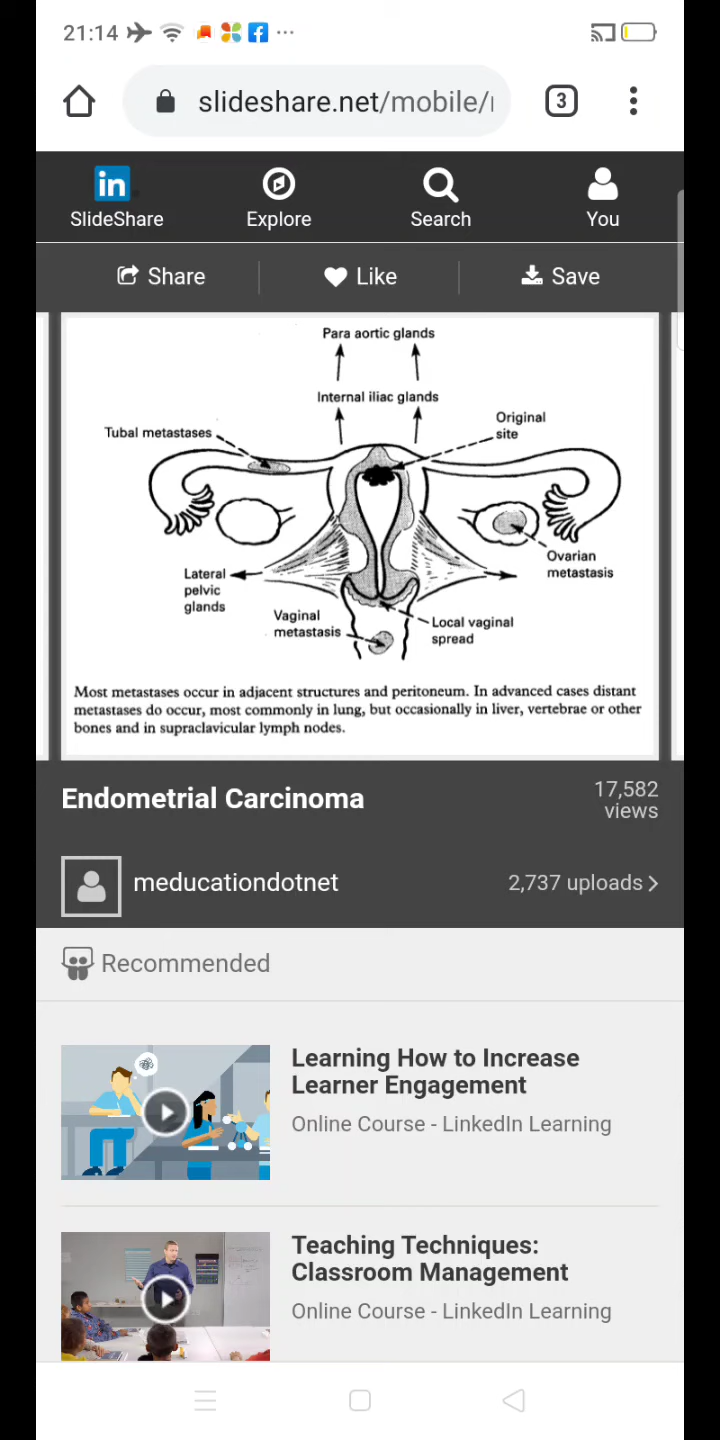 21:14
slideshare.net/mobile/
3
in
SlideShare
Explore
Search
You
Share
Like
Save
Para aortic glands
Internal iliac glands
Original
site
Tubal metastases
Ovarian
metastasis
Lateral
pelvic
glands
Vaginal
metastasis
Local vaginal
spread
Most metastases occur in adjacent structures and peritoneum. In advanced cases distant
metastases do occur, most commonly in lung, but occasionally in liver, vertebrae or other
bones and in supraclavicular lymph nodes.
Endometrial Carcinoma
17,582
views
meducationdotnet
2,737 uploads
Recommended
Learning How to Increase
Learner Engagement
Online Course - LinkedIn Learning
Teaching Techniques:
Classroom Management
Online Course - LinkedIn Learning